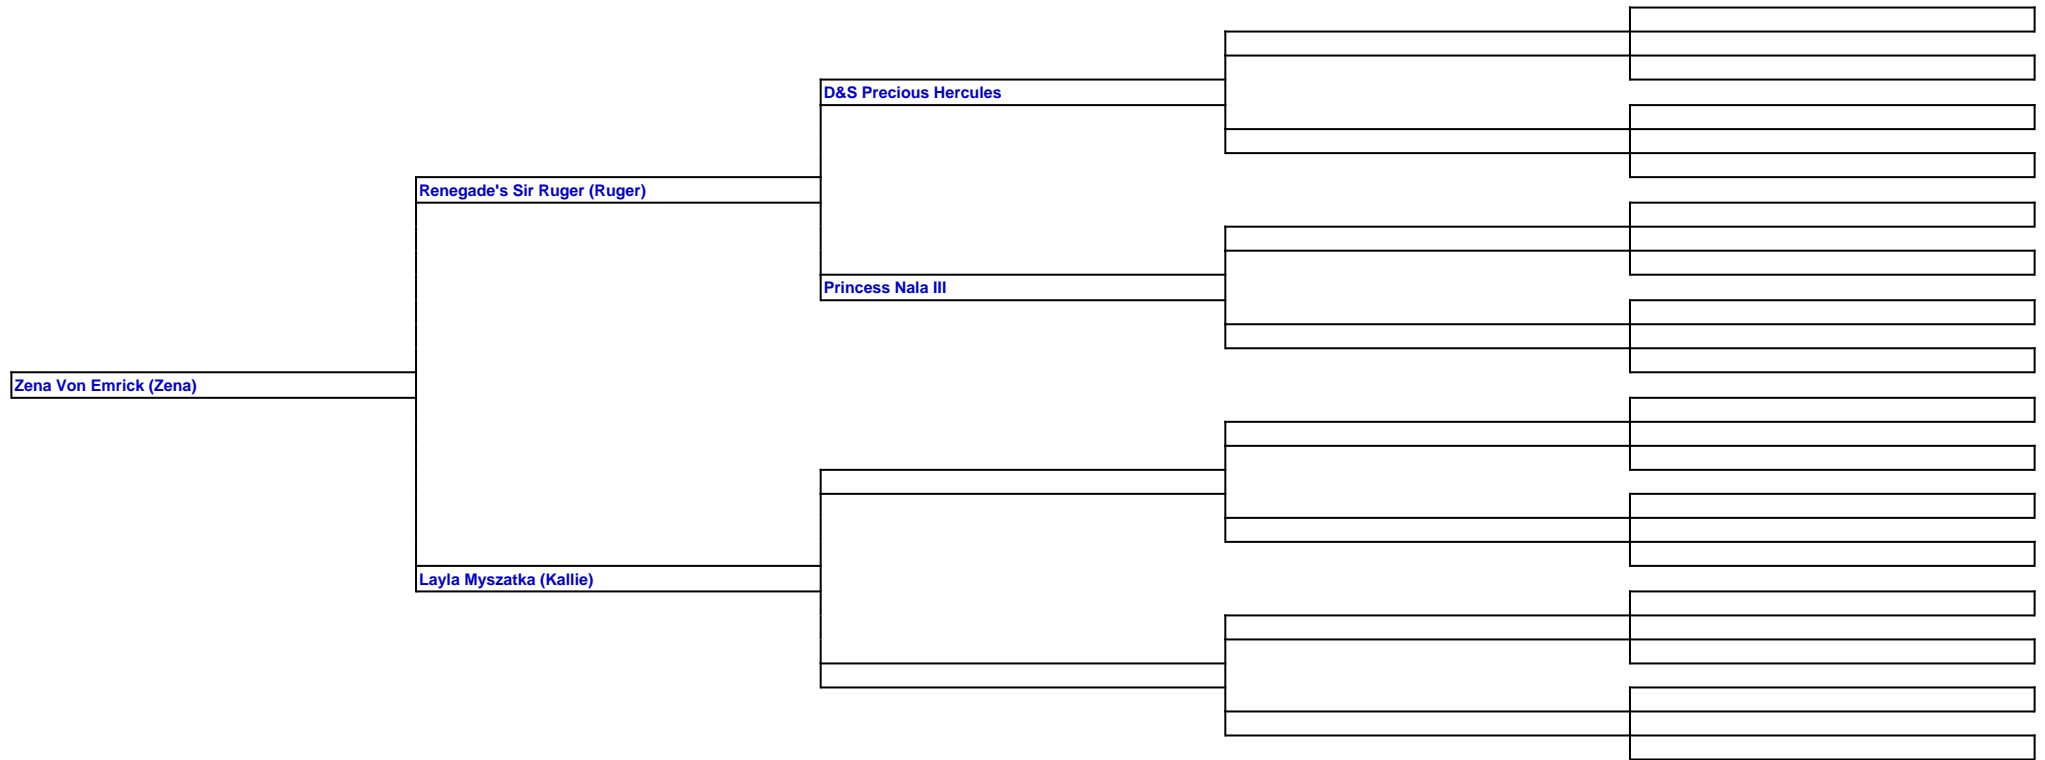 D&S Precious Hercules
Renegade's Sir Ruger (Ruger)
Princess Nala III
Zena Von Emrick (Zena)
Layla Myszatka (Kallie)